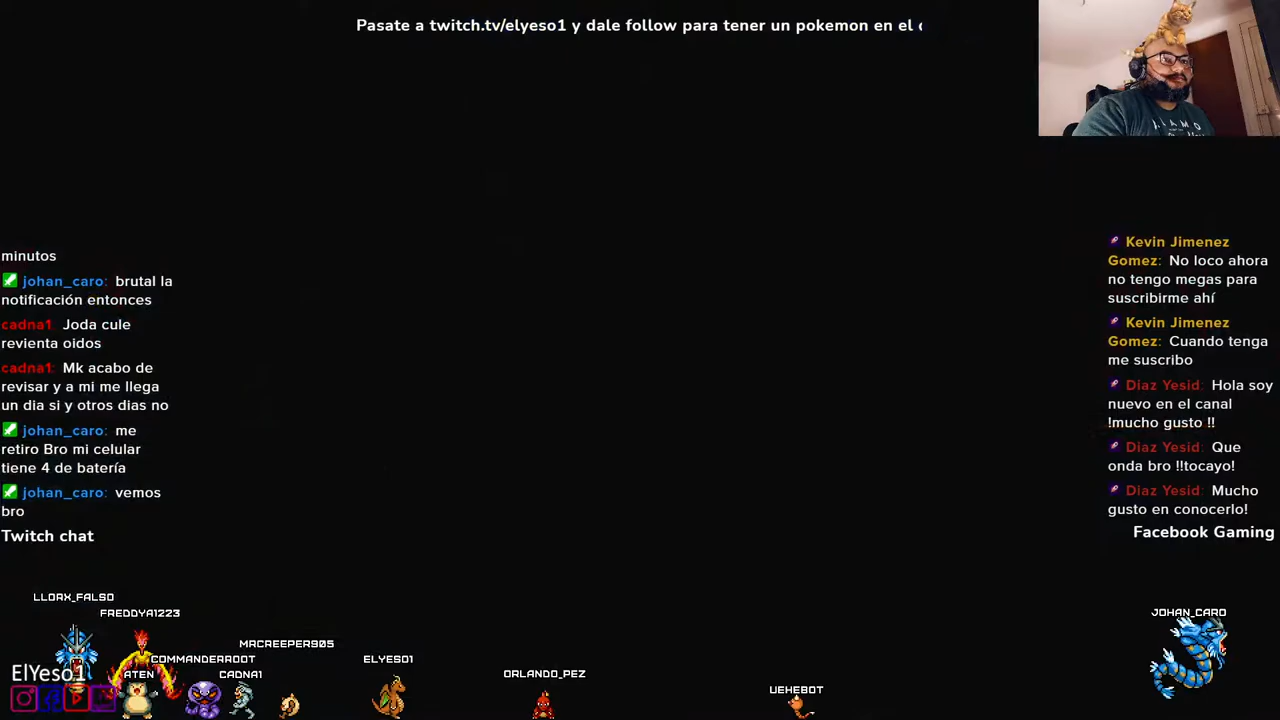 Pasate a twitch.tv/elyeso1 y dale follow para tener un pokemon en el
minutos
johan_caro: brutal la
notificación entonces
cadna1: Joda cule
revienta oidos
cadna1: Mk acabo de
revisar y a mi me llega
un dia si y otros dias no
johan_caro: me
retiro Bro mi celular
tiene 4 de batería
johan_caro: vemos
bro
Twitch chat
Kevin Jimenez
Gomez: No loco ahora
no tengo megas para
suscribirme ahí
Kevin Jimenez
Gomez: Cuando tenga
me suscribo
Diaz Yesid: Hola soy
nuevo en el canal
!mucho gusto !!
Diaz Yesid: Que
onda bro !!tocayo!
Diaz Yesid: Mucho
gusto en conocerlo!
Facebook Gaming
LLORX_FALSO
FREDDYA1223
COMMANDERROOT
MRCREEPER905
ELYESO1
ElYeso1
ATEN
CADNA1
ORLANDO_PEZ
UEHEBOT
JOHAN_CARO